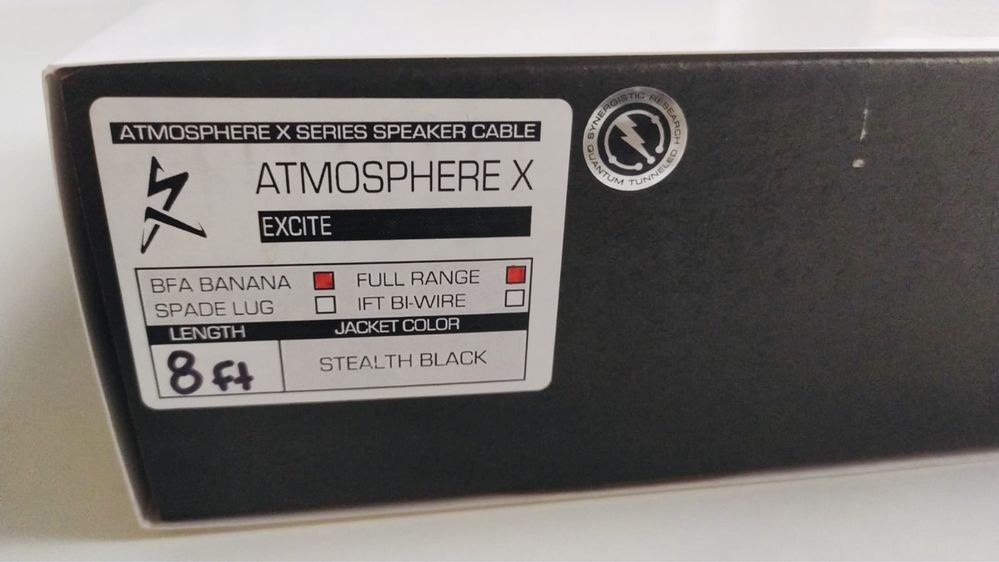 ATMOSPHERE X SERIES SPEAKER CABLE
ATMOSPHERE X
EXCITE
BFA BANANA FULL RANGE
SPADE LUG IFT BI-WIRE
LENGTH JACKET COLOR
8 ft STEALTH BLACK
SYNERGISTIC RESEARCH
QUANTUM TUNNELED